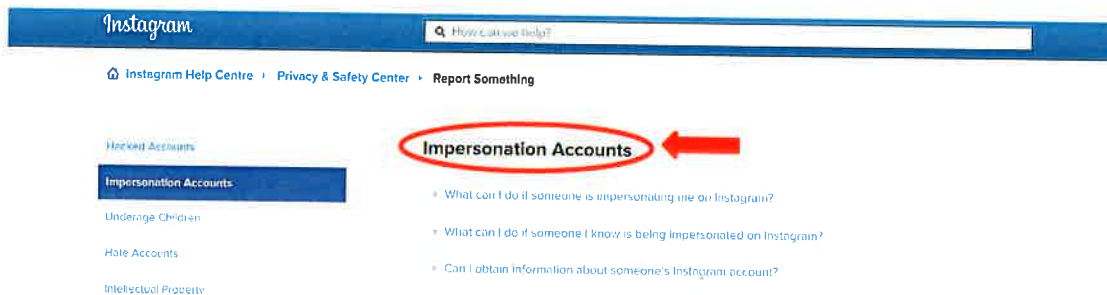 Instagram
How can we help?
Instagram Help Centre › Privacy & Safety Center › Report Something
Hacked Accounts
Impersonation Accounts
Impersonation Accounts
What can I do if someone is impersonating me on Instagram?
Underage Children
What can I do if someone I know is being impersonated on Instagram?
Hate Accounts
Can I obtain information about someone's Instagram account?
Intellectual Property